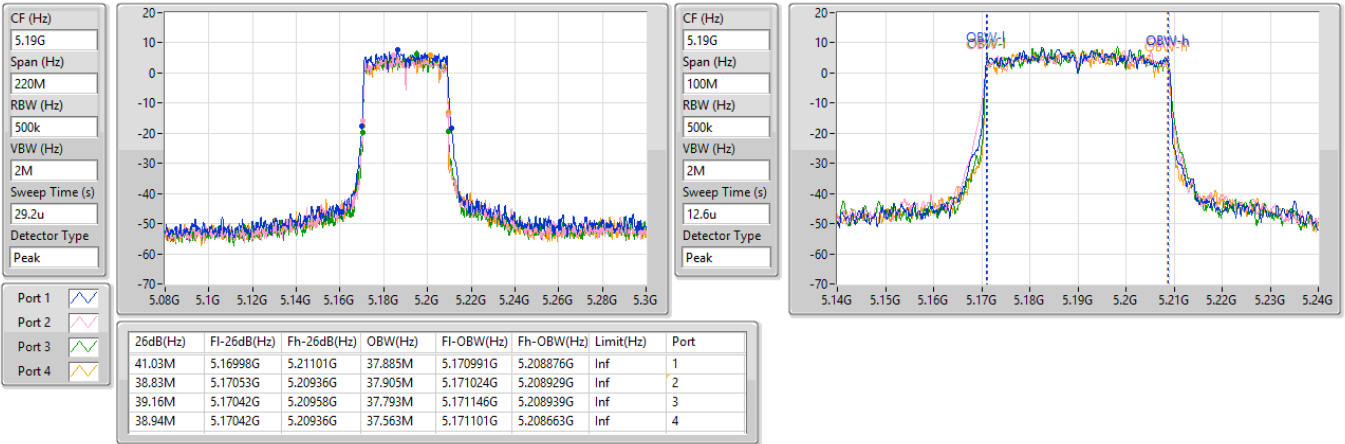 CF (Hz)
5.19G
Span (Hz)
220M
RBW (Hz)
500k
VBW (Hz)
2M
Sweep Time (s)
29.2u
Detector Type
Peak
20
10
0
-10
-20
-30
-40
-50
-60
-70
5.08G 5.1G 5.12G 5.14G 5.16G 5.18G 5.2G 5.22G 5.24G 5.26G 5.28G 5.3G
CF (Hz)
5.19G
Span (Hz)
100M
RBW (Hz)
500k
VBW (Hz)
2M
Sweep Time (s)
12.6u
Detector Type
Peak
20
10
0
-10
-20
-30
-40
-50
-60
-70
OBW-l OBW-h
5.14G 5.15G 5.16G 5.17G 5.18G 5.19G 5.2G 5.21G 5.22G 5.23G 5.24G
Port 1
Port 2
Port 3
Port 4
26dB(Hz) Fl-26dB(Hz) Fh-26dB(Hz) OBW(Hz) Fl-OBW(Hz) Fh-OBW(Hz) Limit(Hz) Port
41.03M 5.16998G 5.21101G 37.885M 5.170991G 5.208876G Inf 1
38.83M 5.17053G 5.20936G 37.905M 5.171024G 5.208929G Inf 2
39.16M 5.17042G 5.20958G 37.793M 5.171146G 5.208939G Inf 3
38.94M 5.17042G 5.20936G 37.563M 5.171101G 5.208663G Inf 4